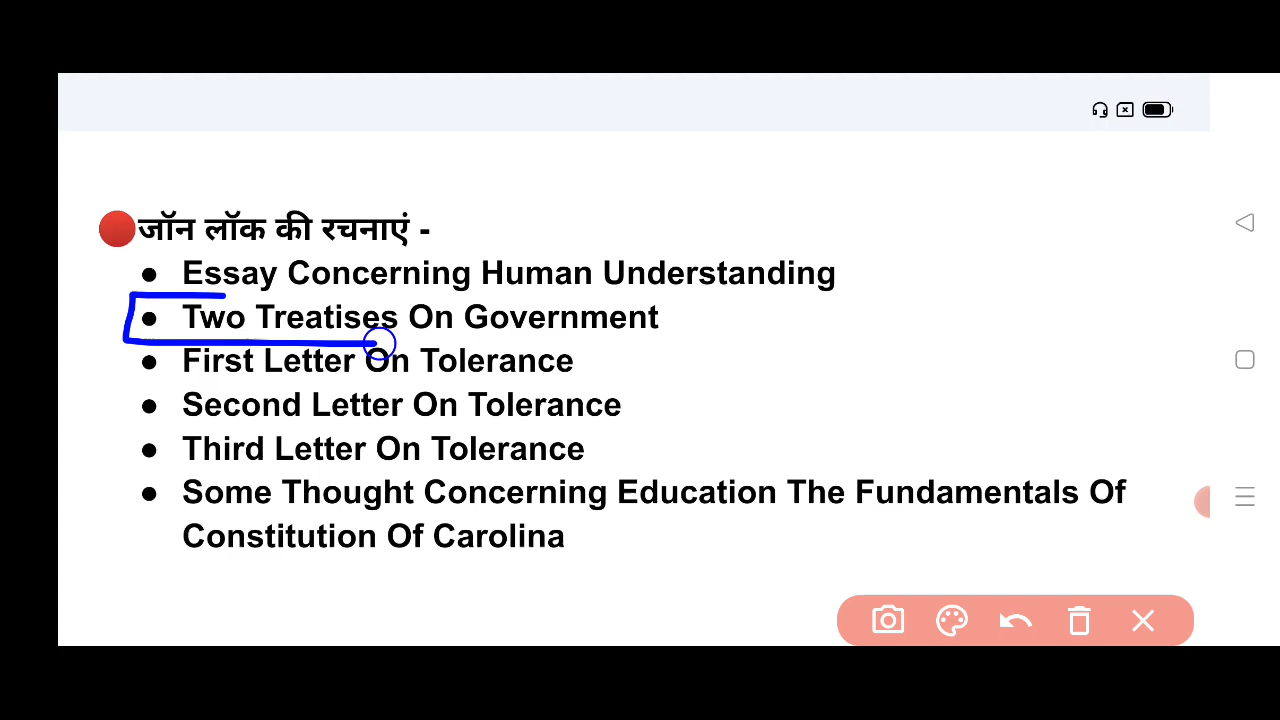 जॉन लॉक की रचनाएं -
● Essay Concerning Human Understanding
● Two Treatises On Government
● First Letter On Tolerance
● Second Letter On Tolerance
● Third Letter On Tolerance
● Some Thought Concerning Education The Fundamentals Of
Constitution Of Carolina